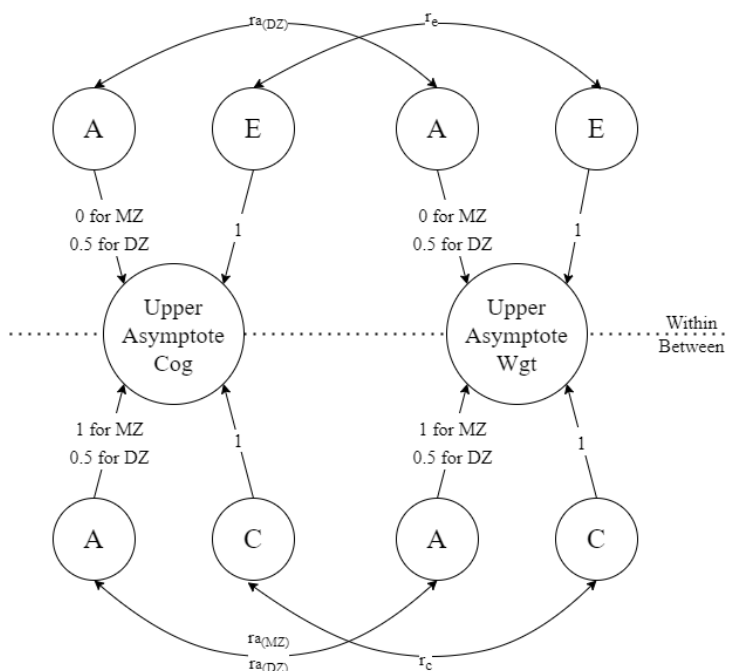 ra(DZ) re
A E A E
0 for MZ 0 for MZ
0.5 for DZ 1 0.5 for DZ 1
Upper Upper
Asymptote Asymptote
Cog Wgt
Within
Between
1 for MZ 1 for MZ
0.5 for DZ 1 0.5 for DZ 1
A C A C
ra(MZ)
ra(DZ) rc